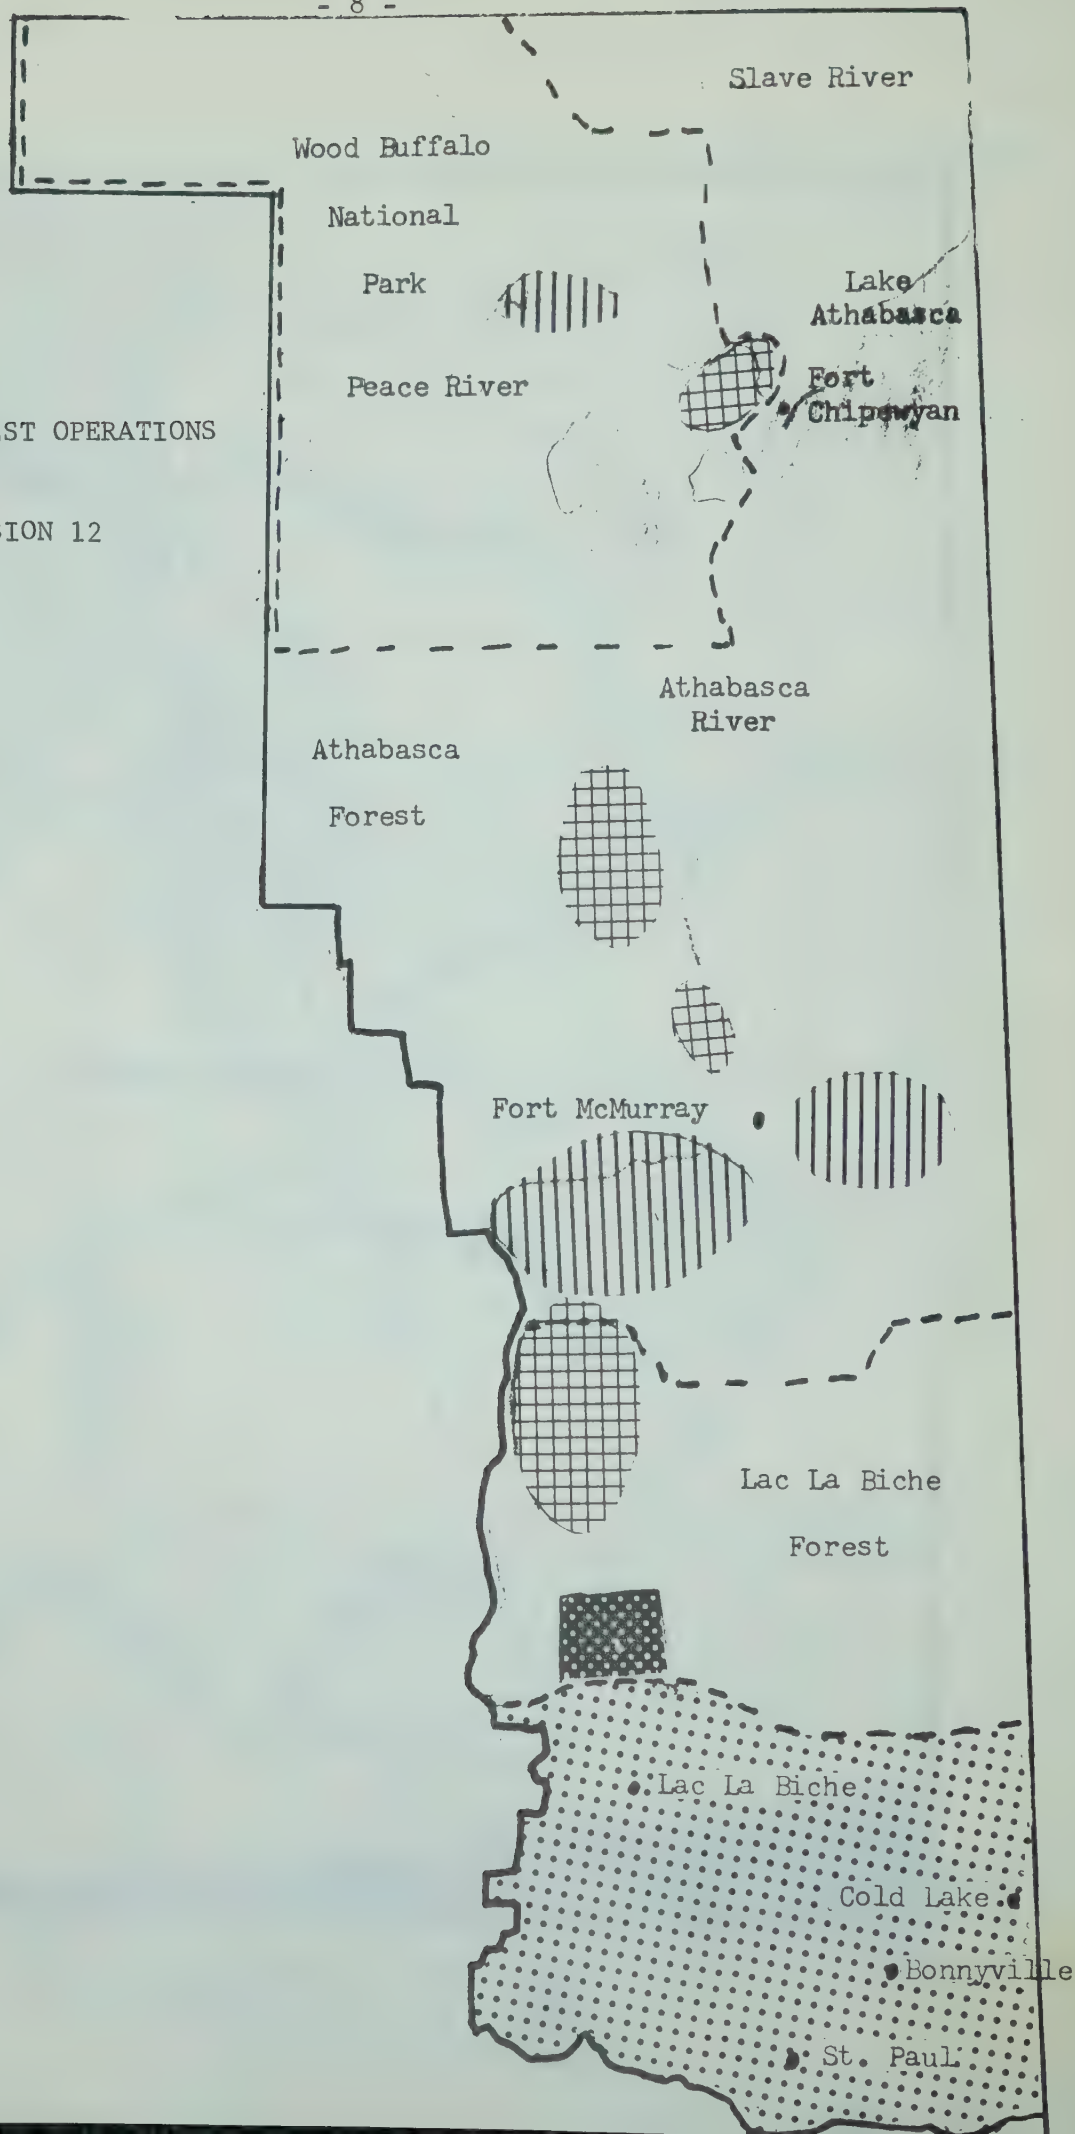 - 8 -
Slave River
Wood Buffalo
National
Park
Lake
Athabasca
Peace River
Fort
Chipewyan
ST OPERATIONS
SION 12
Athabasca
River
Athabasca
Forest
Fort McMurray
Lac La Biche
Forest
Lac La Biche
Cold Lake
Bonnyville
St. Paul